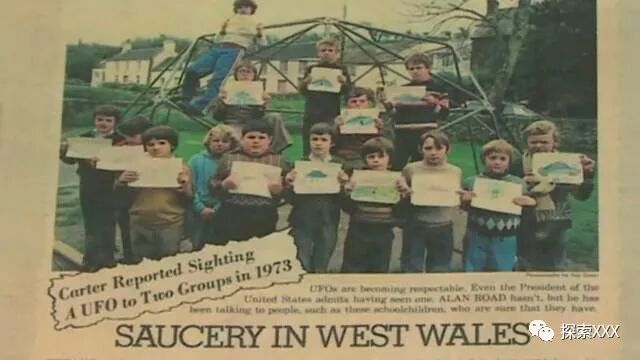 Carter Reported Sighting
A UFO to Two Groups in 1973
UFOs are becoming respectable. Even the President of the
United States admits having seen one. ALAN ROAD hasn't, but he has
been talking to people, such as these schoolchildren, who are sure that they have.
SAUCERY IN WEST WALES
探索XXX